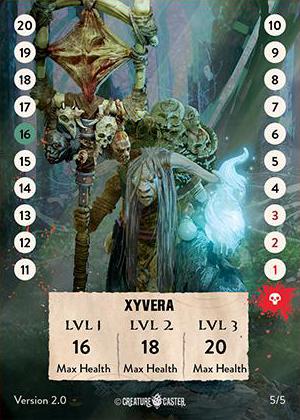 20 10
19 9
18 8
17 7
16 6
15 5
14 4
13 3
12 2
11 1
XYVERA
LVL 1 LVL 2 LVL 3
16 18 20
Max Health Max Health Max Health
Version 2.0 © CREATURE CASTER. 5/5